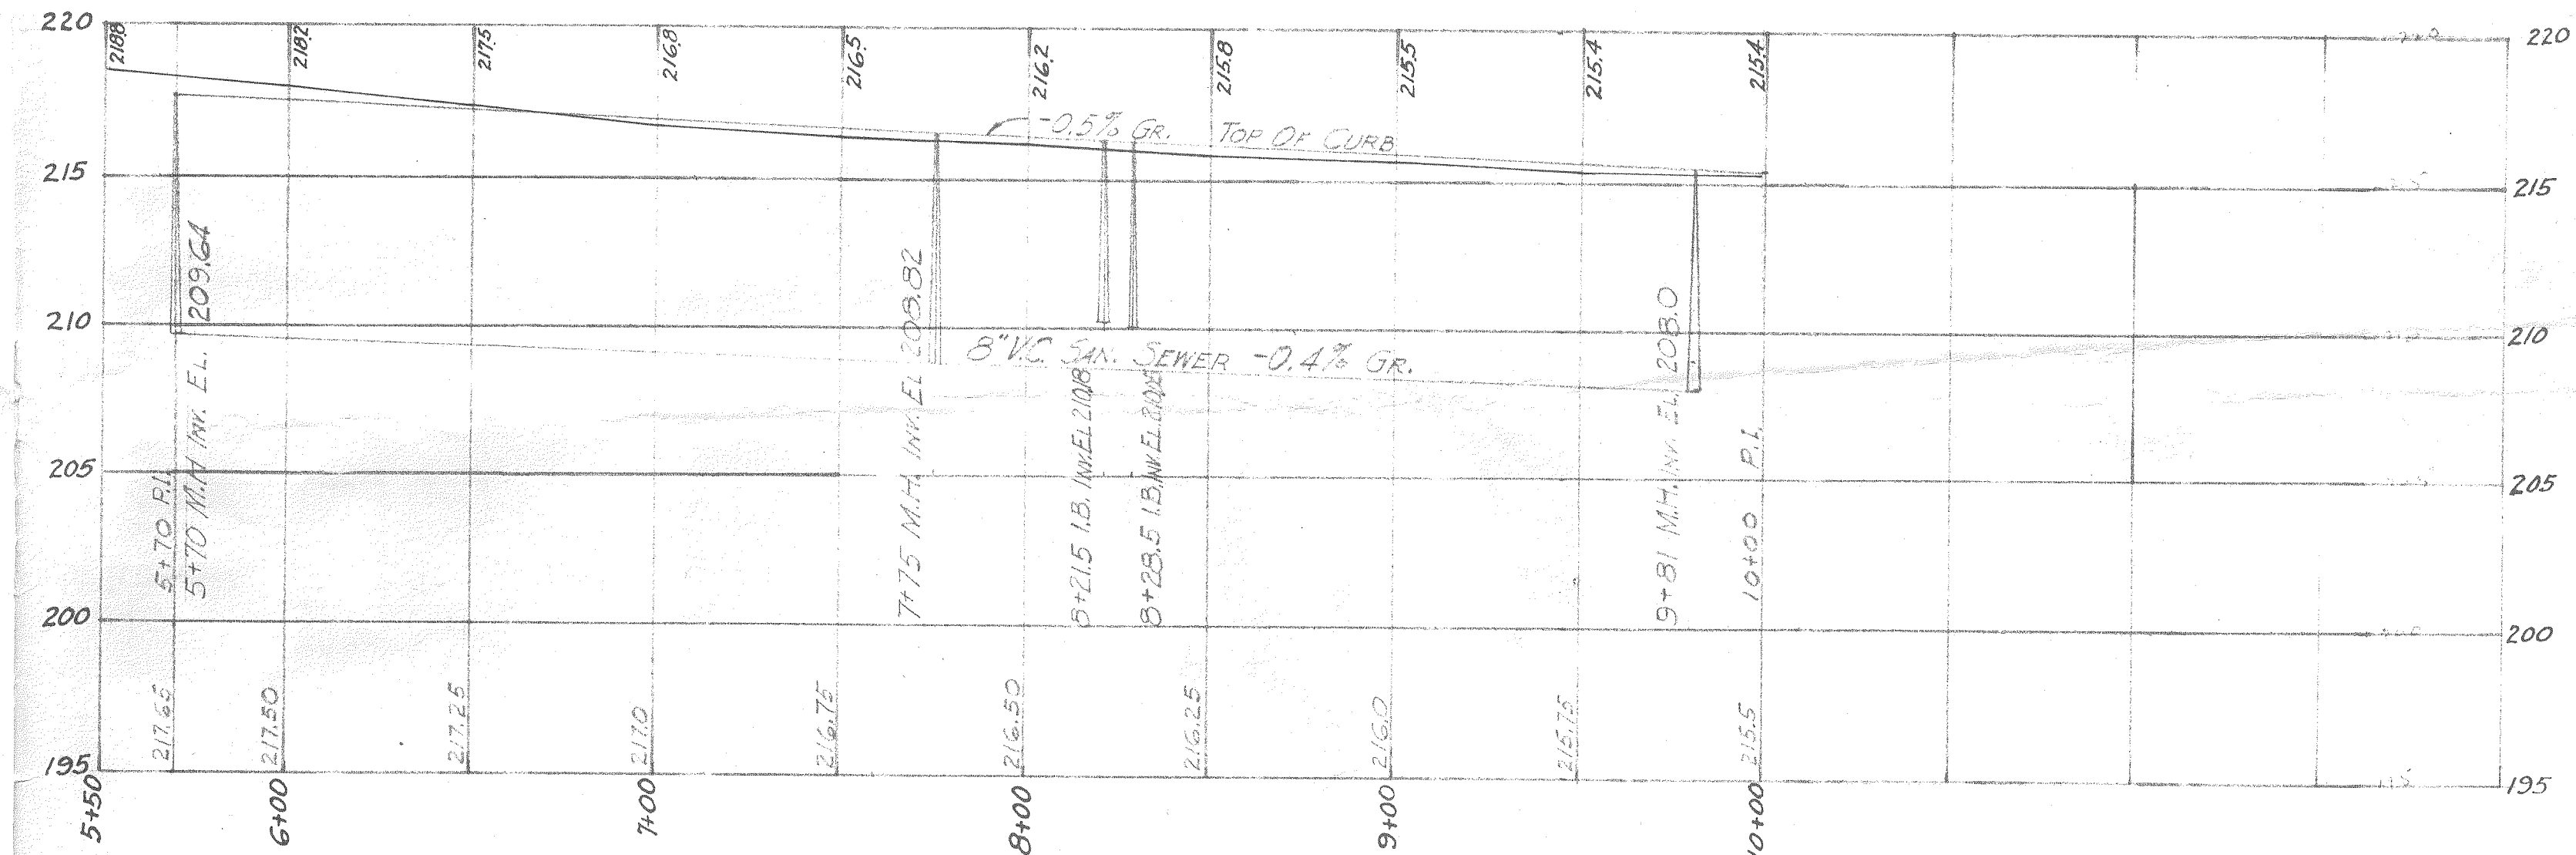 220 218.8 218.2 217.5 216.8 216.5 216.2 215.8 215.5 215.4 215.4 220 220
-0.5% GR. TOP OF CURB
215 215
209.64
210 210
8" V.C. SAN. SEWER -0.4% GR.
205 205
5+70 P.I.
5+70 M.H INV. EL.
7+75 M.H. INV. EL 208.82
8+21.5 I.B. INV. EL. 210.18
8+28.5 I.B. INV. EL.
9+81 M.H. INV. EL. 208.0
10+00 P.I.
200 200
217.65 217.50 217.25 217.0 216.75 216.50 216.25 216.0 215.75 215.5
195 195
5+50 6+00 7+00 8+00 9+00 10+00